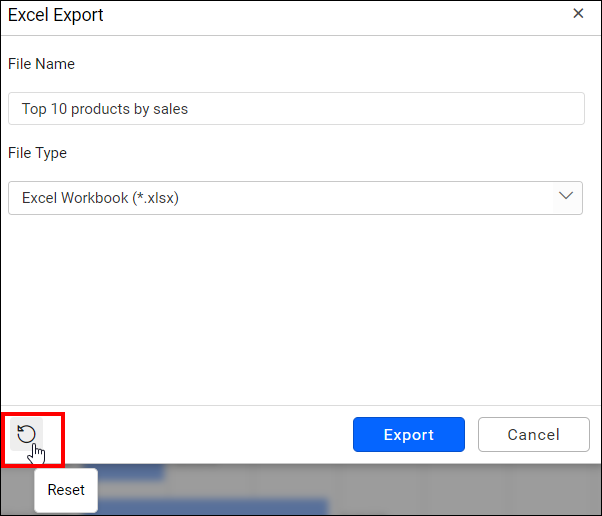 Excel Export
File Name
Top 10 products by sales
File Type
Excel Workbook (*.xlsx)
Export
Cancel
Reset